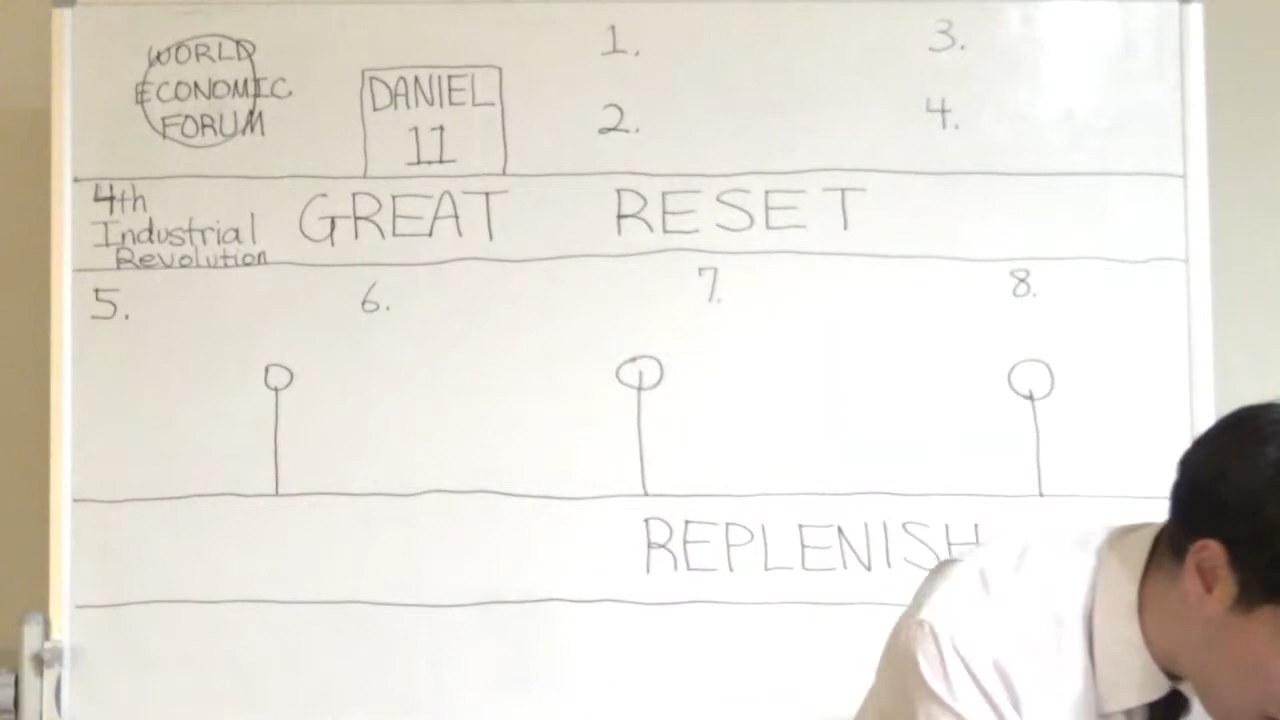 WORLD
ECONOMIC
FORUM
DANIEL
11
1.
2.
3.
4.
4th
Industrial
Revolution
GREAT RESET
5.
6.
7.
8.
REPLENISH